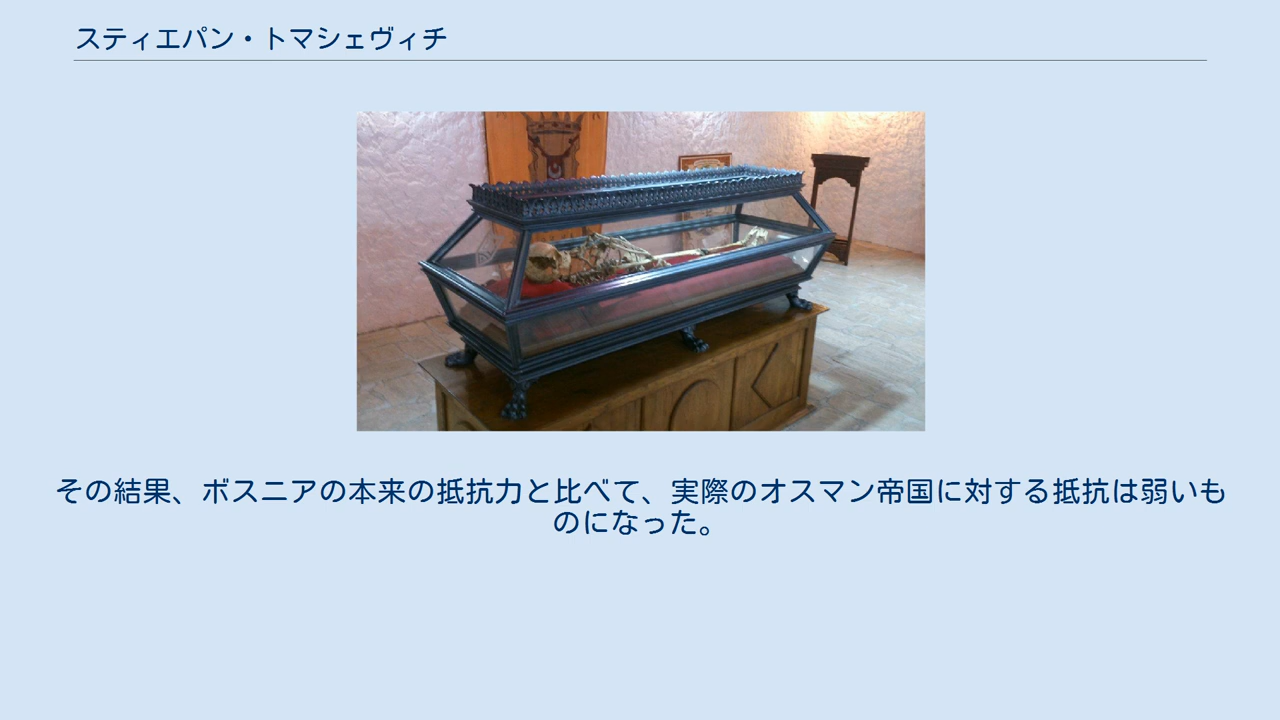 スティエパン・トマシェヴィチ
その結果、ボスニアの本来の抵抗力と比べて、実際のオスマン帝国に対する抵抗は弱いも
のになった。